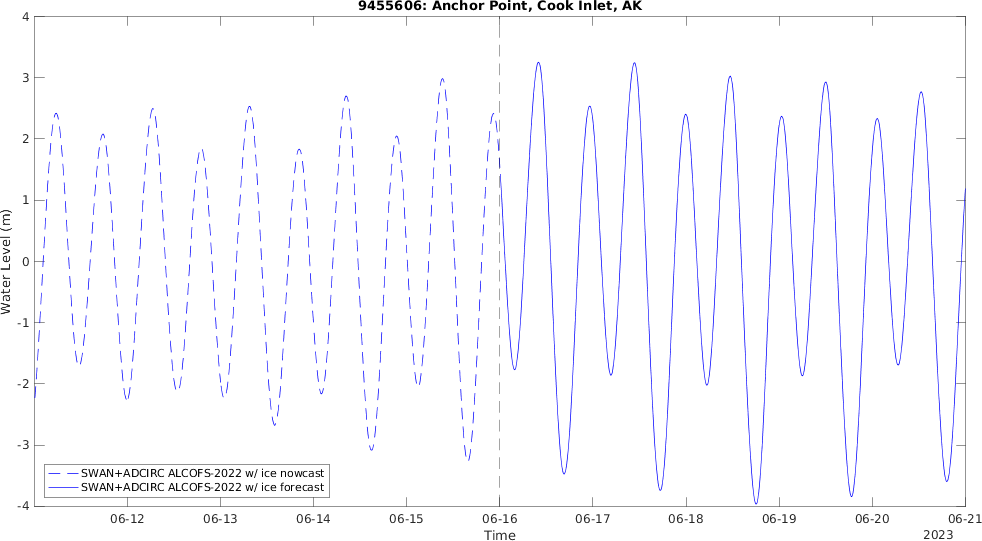 9455606: Anchor Point, Cook Inlet, AK
4
3
2
1
0
-1
-2
-3
-4
Water Level (m)
SWAN+ADCIRC ALCOFS-2022 w/ ice nowcast
SWAN+ADCIRC ALCOFS-2022 w/ ice forecast
06-12 06-13 06-14 06-15 06-16 06-17 06-18 06-19 06-20 06-21
Time
2023